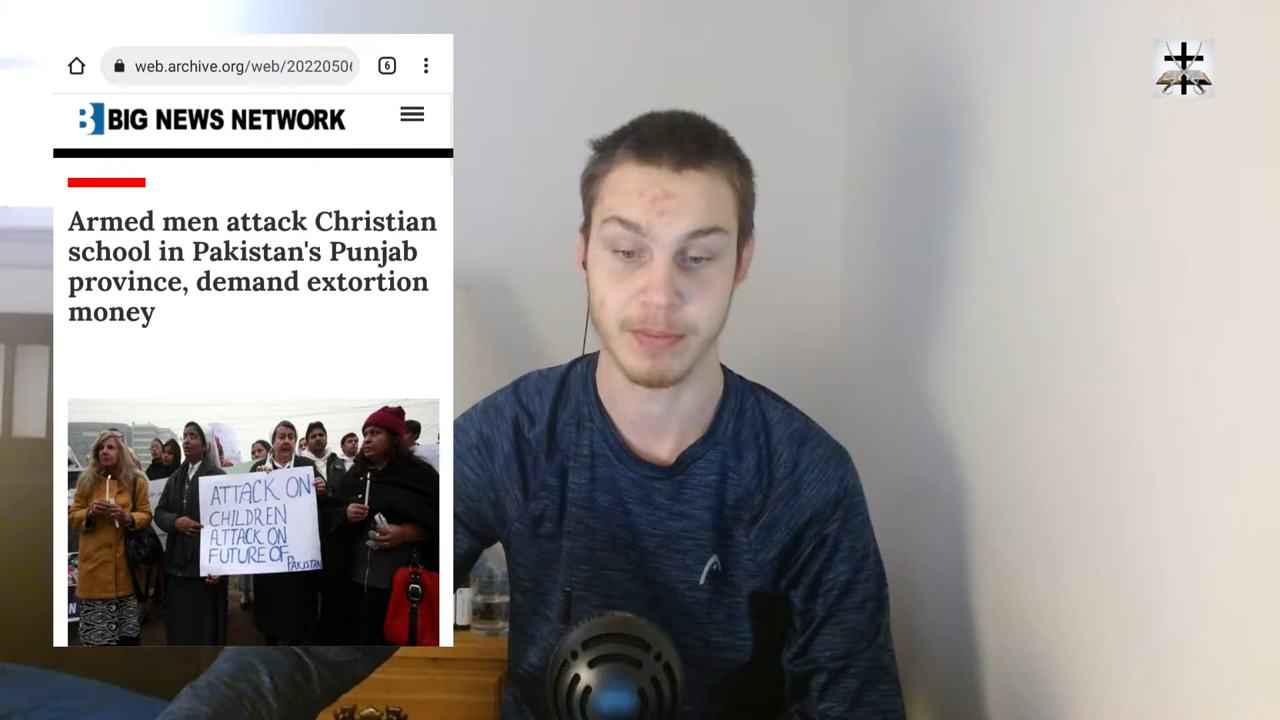 web.archive.org/web/20220506
6
BIG NEWS NETWORK
Armed men attack Christian
school in Pakistan's Punjab
province, demand extortion
money
ATTACK ON
CHILDREN
ATTACK ON
FUTURE OF
PAKISTAN